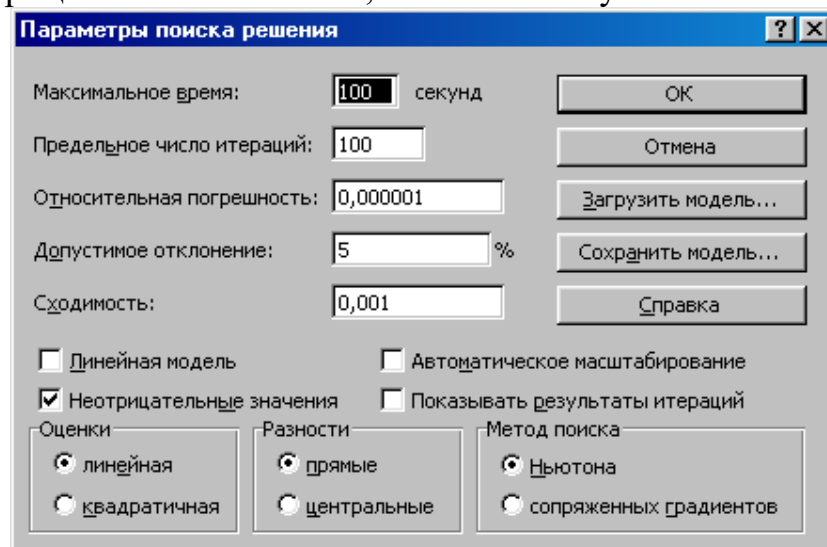 Параметры поиска решения
Максимальное время: 100 секунд OK
Предельное число итераций: 100 Отмена
Относительная погрешность: 0,000001 Загрузить модель...
Допустимое отклонение: 5 % Сохранить модель...
Сходимость: 0,001 Справка
Линейная модель Автоматическое масштабирование
Неотрицательные значения Показывать результаты итераций
Оценки Разности Метод поиска
линейная прямые Ньютона
квадратичная центральные сопряженных градиентов